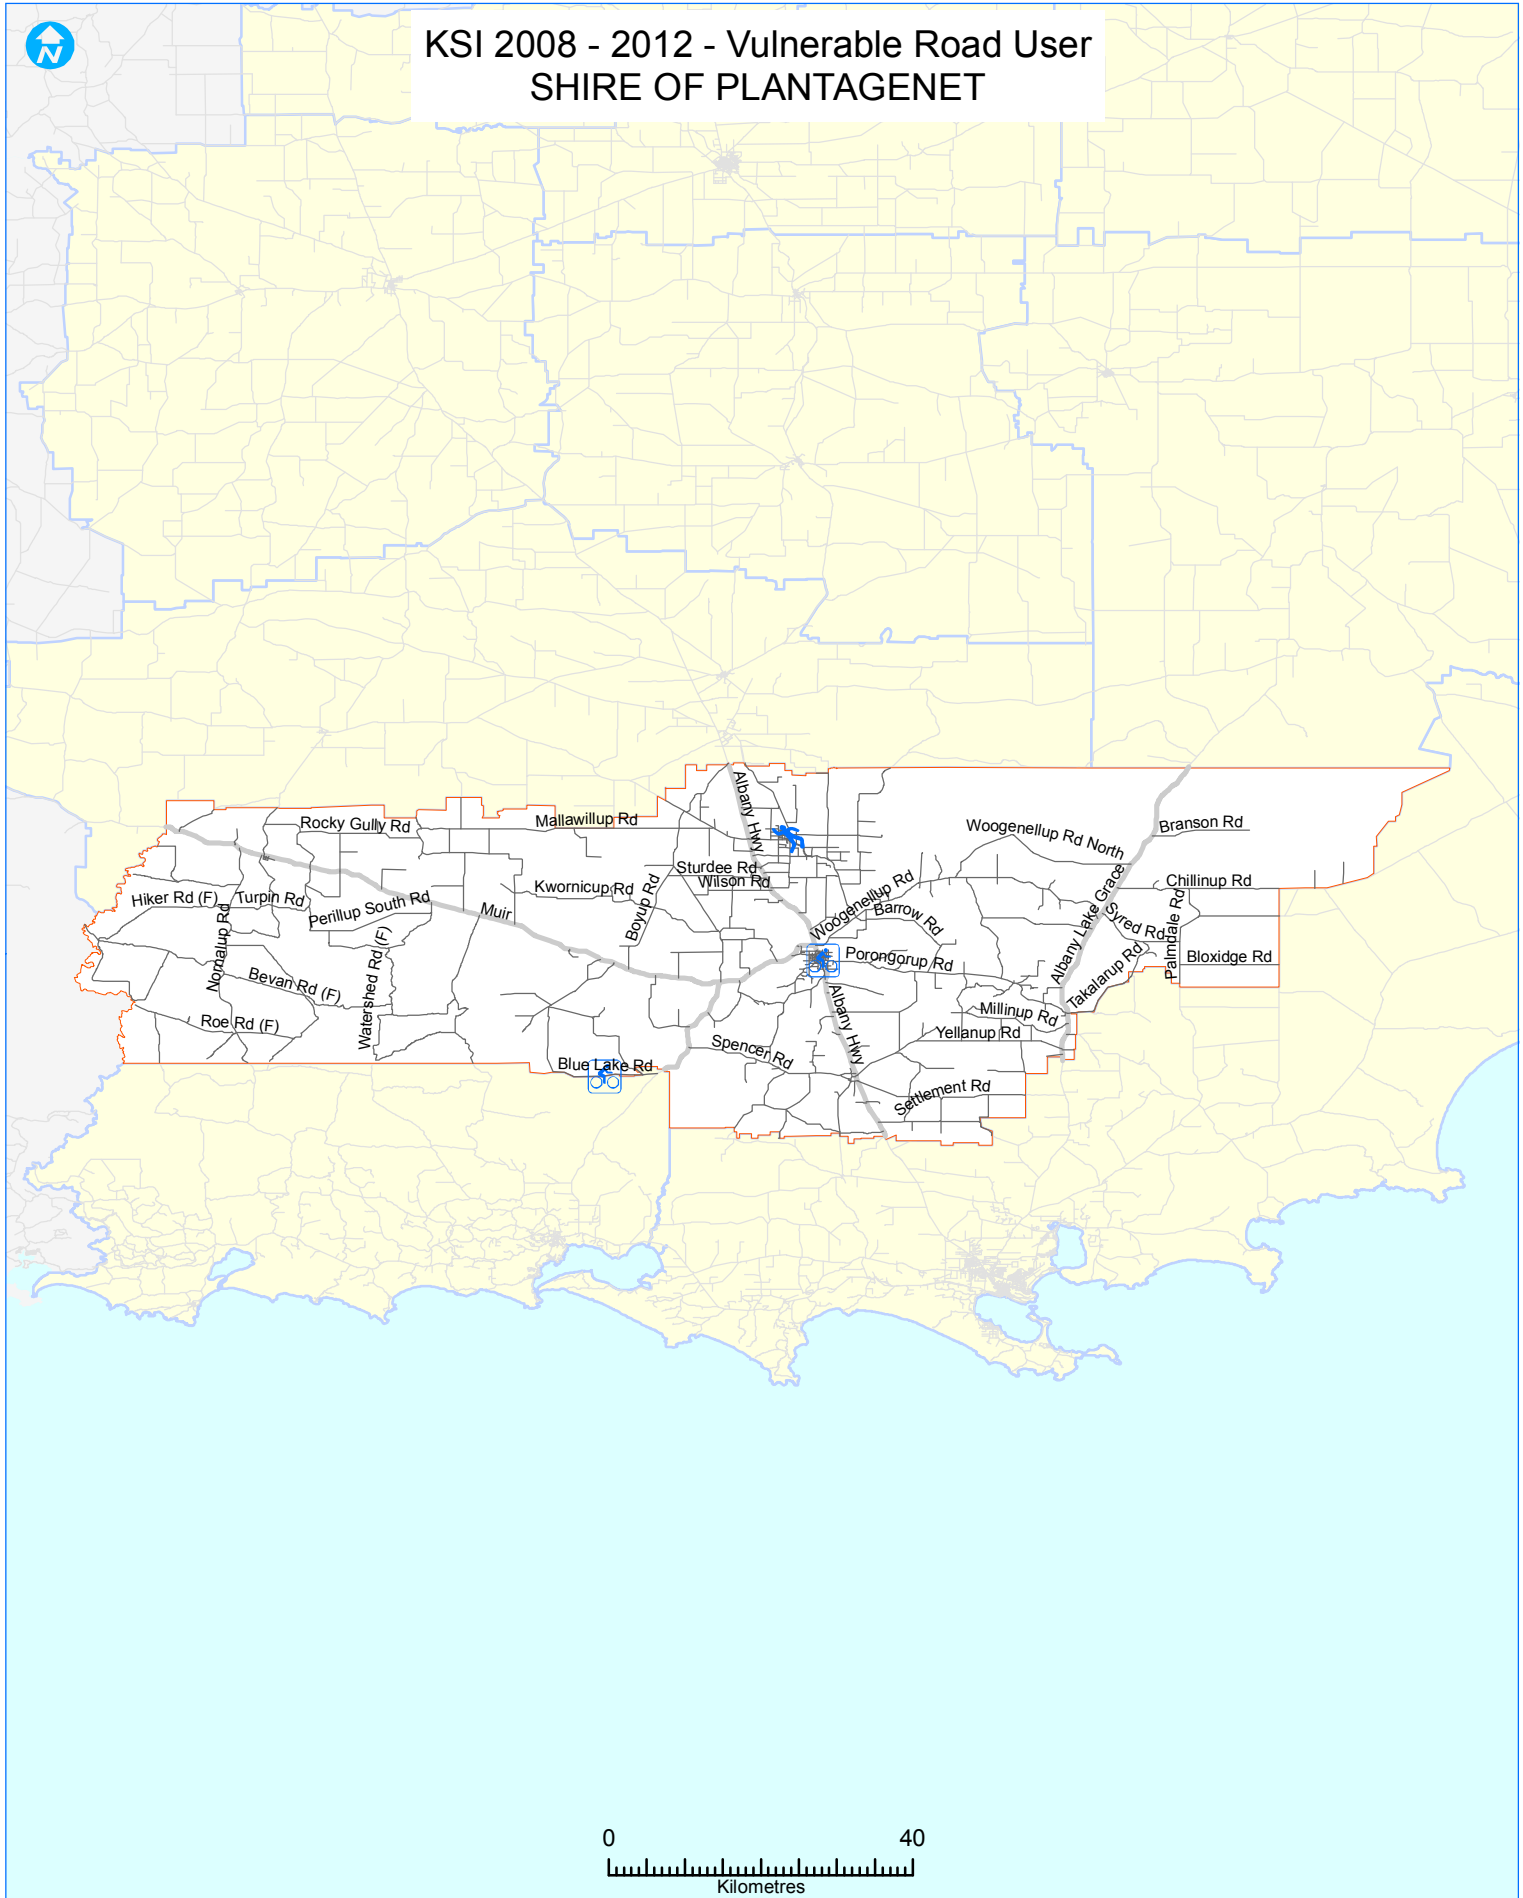 N
KSI 2008 - 2012 - Vulnerable Road User
SHIRE OF PLANTAGENET
Albany Hwy
Rocky Gully Rd
Mallawillup Rd
Woogenellup Rd North
Branson Rd
Sturdee Rd
Wilson Rd
Kwornicup Rd
Boyup Rd
Woogenellup Rd
Barrow Rd
Albany Lake Grace
Chillinup Rd
Syred Rd
Palmdale Rd
Hiker Rd (F)
Turpin Rd
Perillup South Rd
Muir
Nornalup Rd
Bevan Rd (F)
Watershed Rd (F)
Roe Rd (F)
Porongorup Rd
Takalarup Rd
Bloxidge Rd
Albany Hwy
Millinup Rd
Yellanup Rd
Spencer Rd
Blue Lake Rd
Settlement Rd
0 40
Kilometres